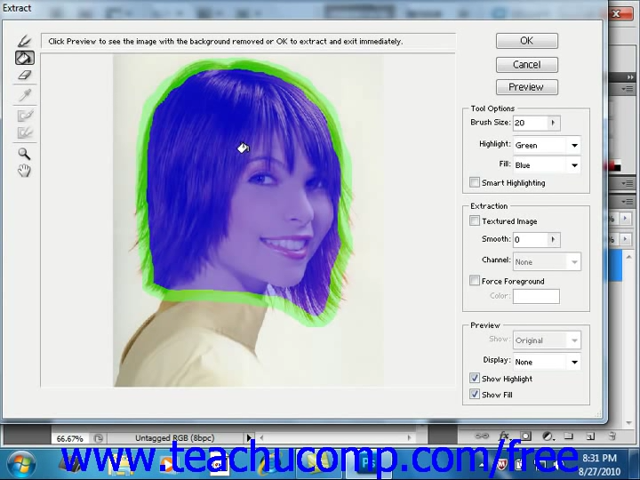 Extract
Click Preview to see the image with the background removed or OK to extract and exit immediately.
OK
Cancel
Preview
Tool Options
Brush Size: 20
Highlight: Green
Fill: Blue
Smart Highlighting
Extraction
Textured Image
Smooth: 0
Channel: None
Force Foreground
Color:
Preview
Show: Original
Display: None
Show Highlight
Show Fill
66.67%
Untagged RGB (8bpc)
www.teachucomp.com/free
8:31 PM
8/27/2010